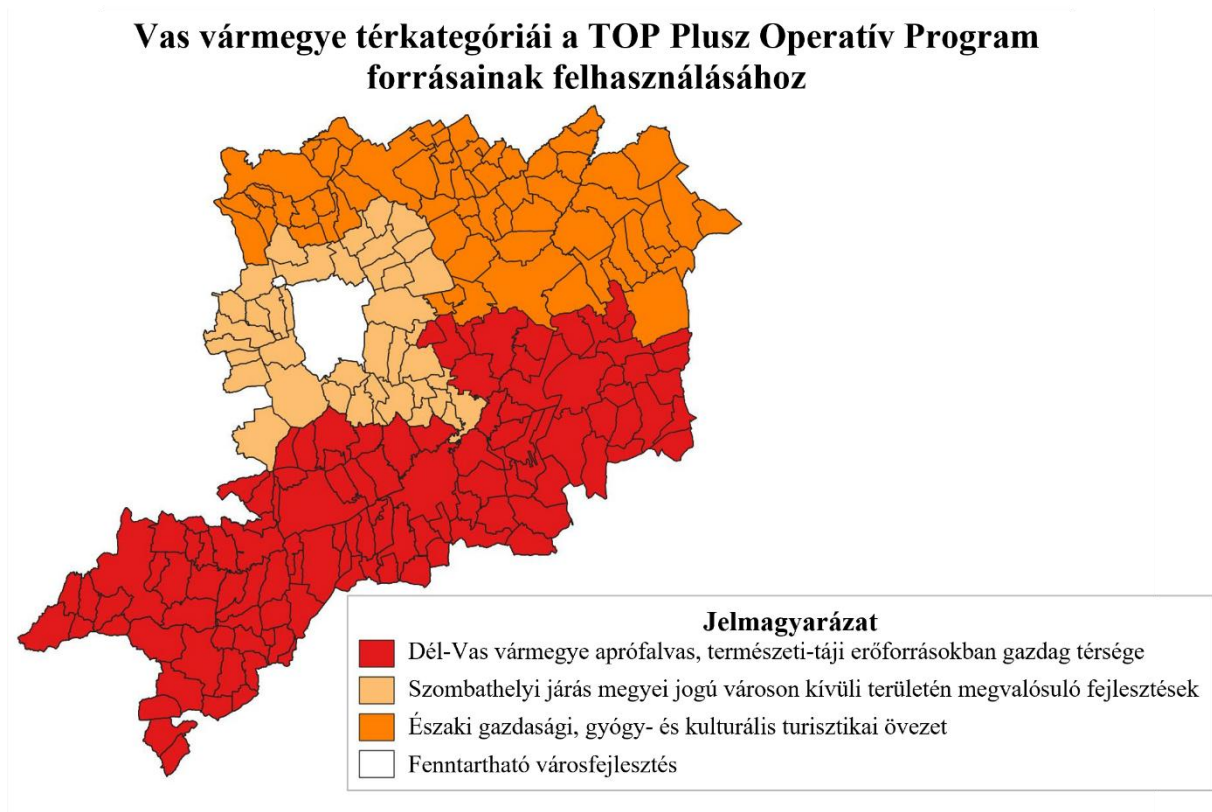 Vas vármegye térkategóriái a TOP Plusz Operatív Program
forrásainak felhasználásához
Jelmagyarázat
Dél-Vas vármegye aprófalvas, természeti-táji erőforrásokban gazdag térsége
Szombathelyi járás megyei jogú városon kívüli területén megvalósuló fejlesztések
Északi gazdasági, gyógy- és kulturális turisztikai övezet
Fenntartható városfejlesztés